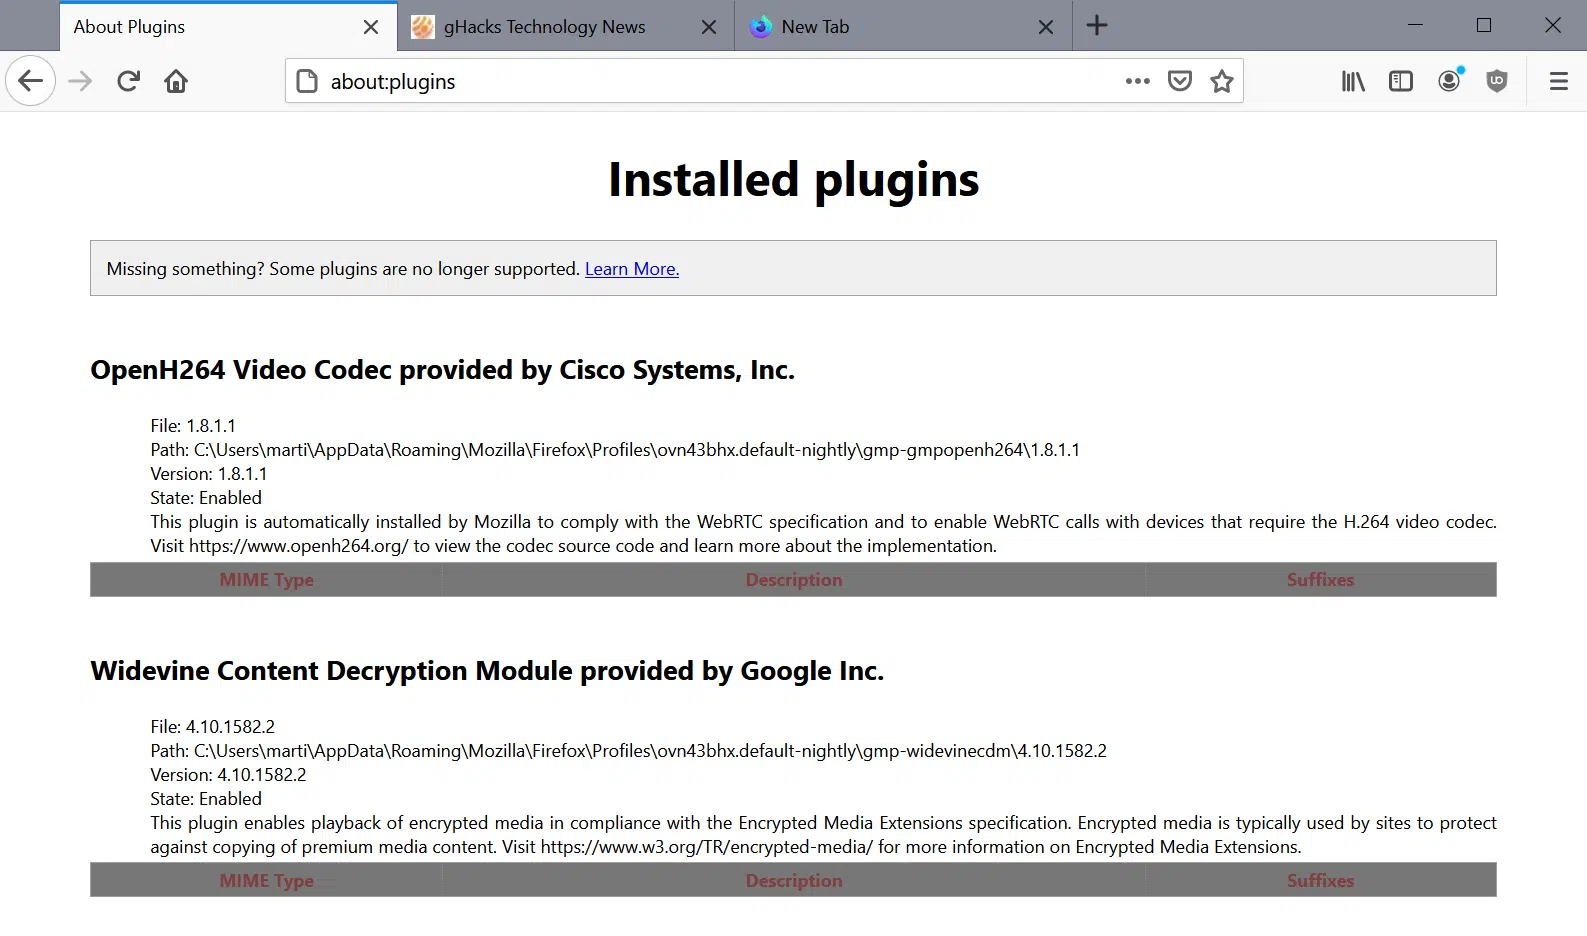 About Plugins
gHacks Technology News
New Tab
about:plugins
Installed plugins
Missing something? Some plugins are no longer supported. Learn More.
OpenH264 Video Codec provided by Cisco Systems, Inc.
File: 1.8.1.1
Path: C:\Users\marti\AppData\Roaming\Mozilla\Firefox\Profiles\ovn43bhx.default-nightly\gmp-gmpopenh264\1.8.1.1
Version: 1.8.1.1
State: Enabled
This plugin is automatically installed by Mozilla to comply with the WebRTC specification and to enable WebRTC calls with devices that require the H.264 video codec.
Visit https://www.openh264.org/ to view the codec source code and learn more about the implementation.
MIME Type Description Suffixes
Widevine Content Decryption Module provided by Google Inc.
File: 4.10.1582.2
Path: C:\Users\marti\AppData\Roaming\Mozilla\Firefox\Profiles\ovn43bhx.default-nightly\gmp-widevinecdm\4.10.1582.2
Version: 4.10.1582.2
State: Enabled
This plugin enables playback of encrypted media in compliance with the Encrypted Media Extensions specification. Encrypted media is typically used by sites to protect
against copying of premium media content. Visit https://www.w3.org/TR/encrypted-media/ for more information on Encrypted Media Extensions.
MIME Type Description Suffixes